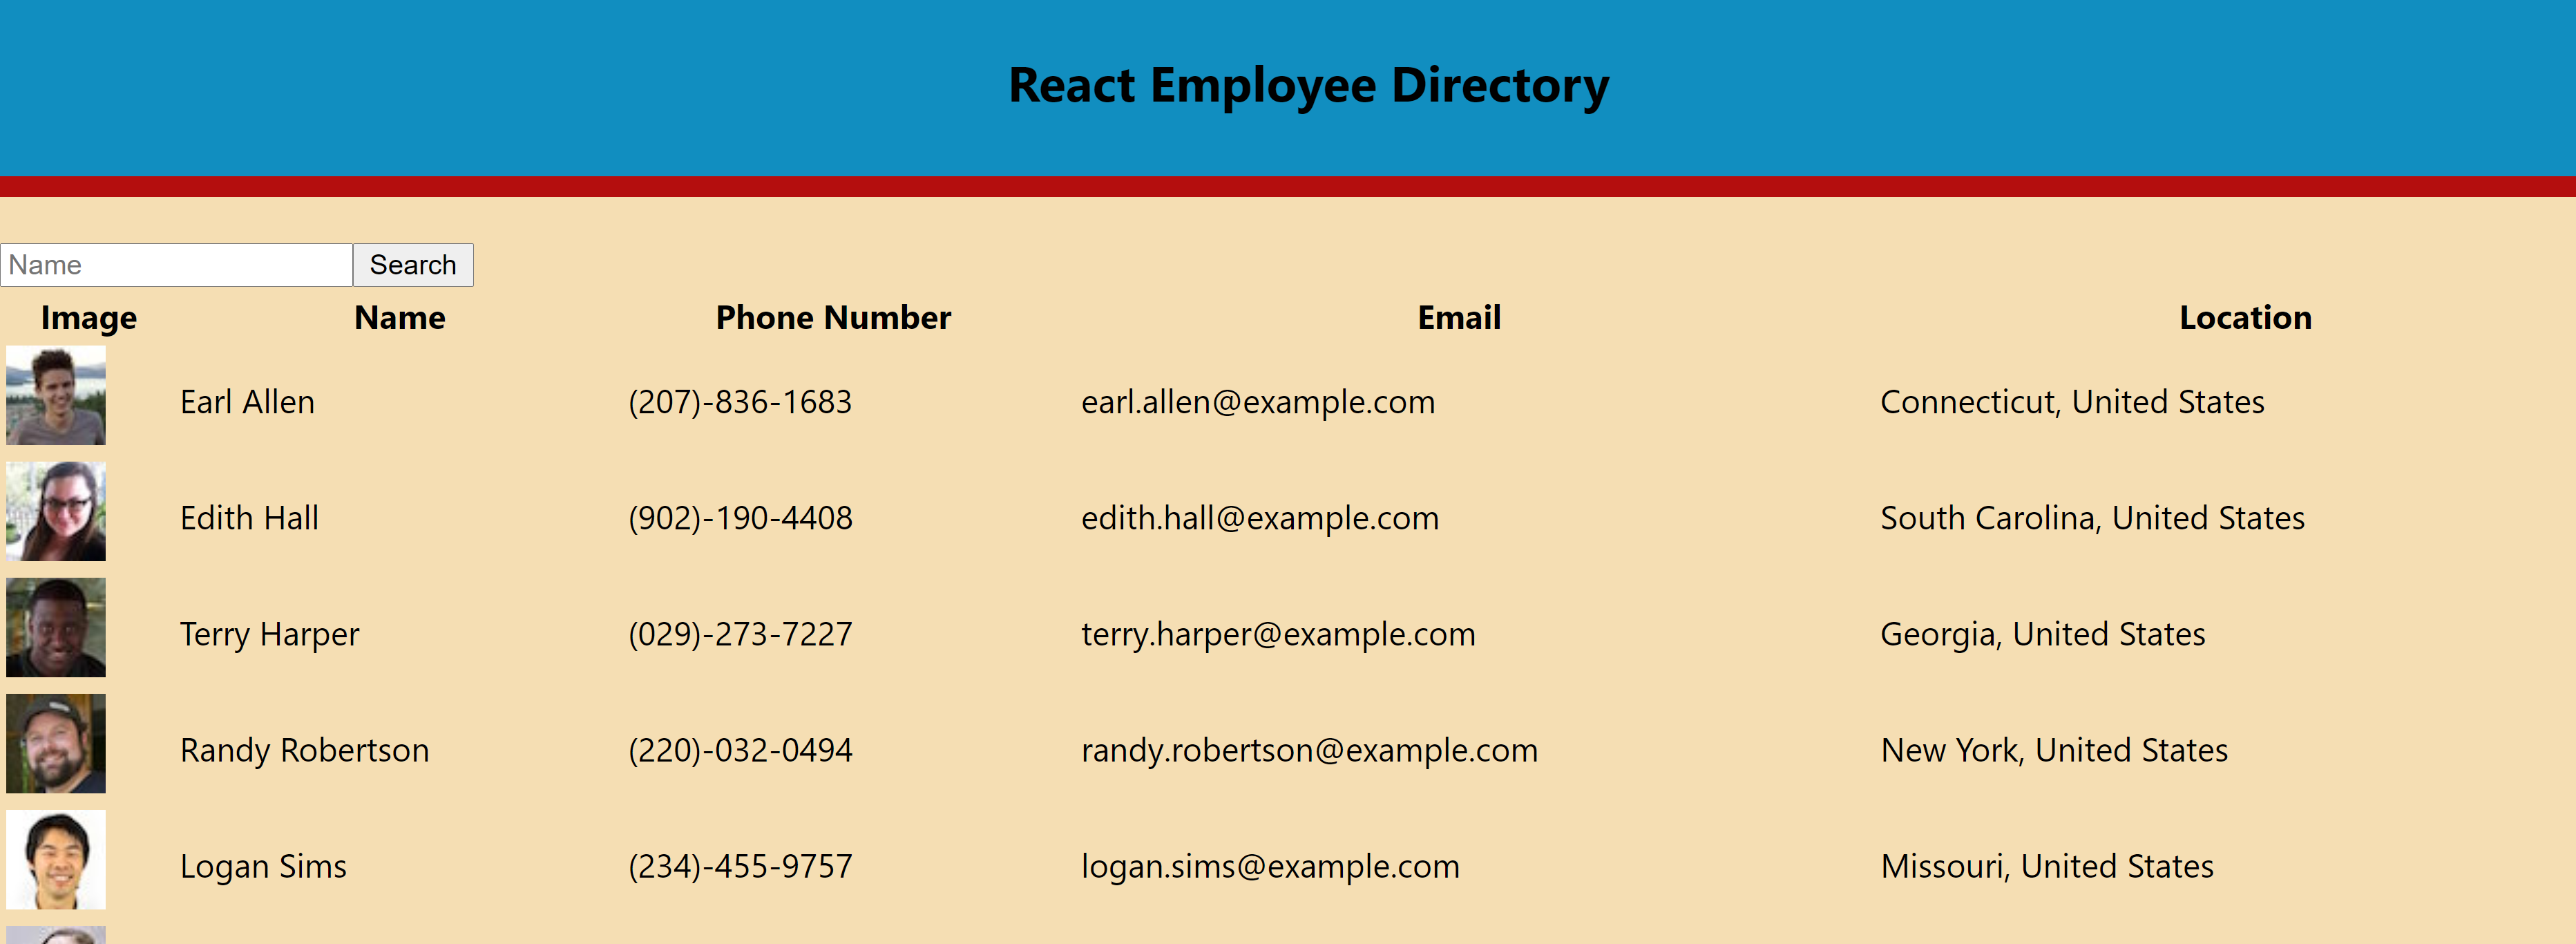 React Employee Directory
Name Search
Image Name Phone Number Email Location
Earl Allen (207)-836-1683 earl.allen@example.com Connecticut, United States
Edith Hall (902)-190-4408 edith.hall@example.com South Carolina, United States
Terry Harper (029)-273-7227 terry.harper@example.com Georgia, United States
Randy Robertson (220)-032-0494 randy.robertson@example.com New York, United States
Logan Sims (234)-455-9757 logan.sims@example.com Missouri, United States